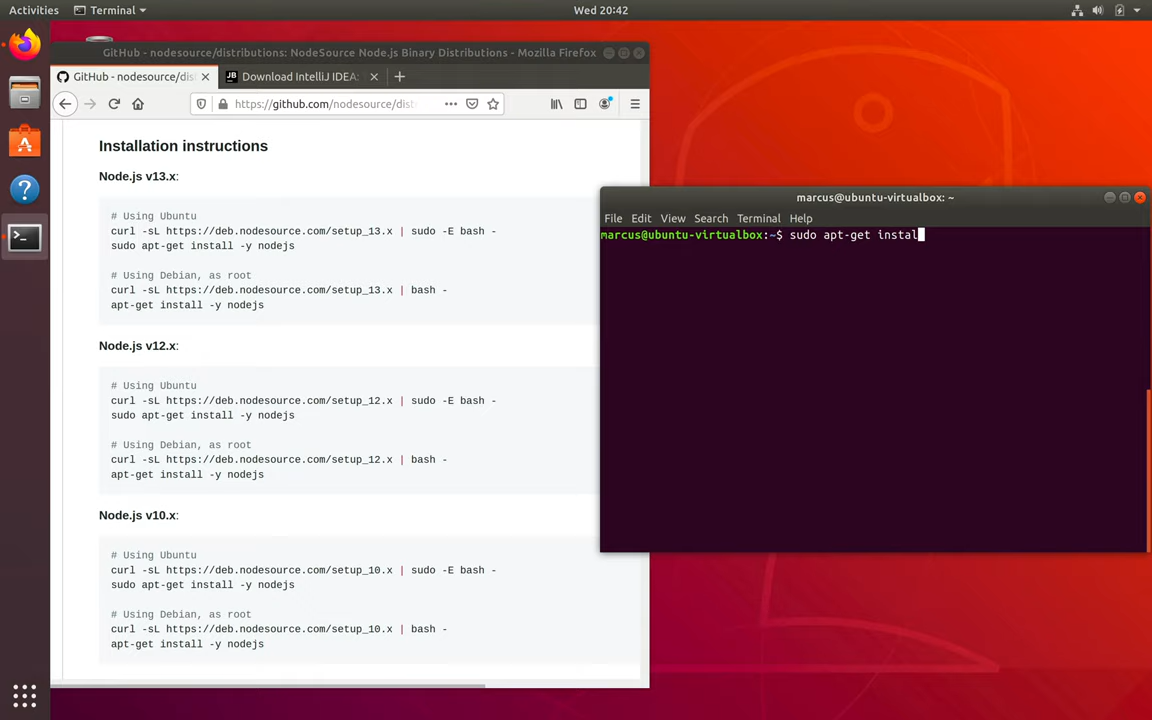 Activities
Terminal
Wed 20:42
GitHub - nodesource/distributions: NodeSource Node.js Binary Distributions - Mozilla Firefox
GitHub - nodesource/dis
JB Download IntelliJ IDEA:
https://github.com/nodesource/dist
Installation instructions
Node.js v13.x:
# Using Ubuntu
curl -sL https://deb.nodesource.com/setup_13.x | sudo -E bash -
sudo apt-get install -y nodejs
# Using Debian, as root
curl -sL https://deb.nodesource.com/setup_13.x | bash -
apt-get install -y nodejs
Node.js v12.x:
# Using Ubuntu
curl -sL https://deb.nodesource.com/setup_12.x | sudo -E bash -
sudo apt-get install -y nodejs
# Using Debian, as root
curl -sL https://deb.nodesource.com/setup_12.x | bash -
apt-get install -y nodejs
Node.js v10.x:
# Using Ubuntu
curl -sL https://deb.nodesource.com/setup_10.x | sudo -E bash -
sudo apt-get install -y nodejs
# Using Debian, as root
curl -sL https://deb.nodesource.com/setup_10.x | bash -
apt-get install -y nodejs
marcus@ubuntu-virtualbox: ~
File Edit View Search Terminal Help
marcus@ubuntu-virtualbox:~$ sudo apt-get instal